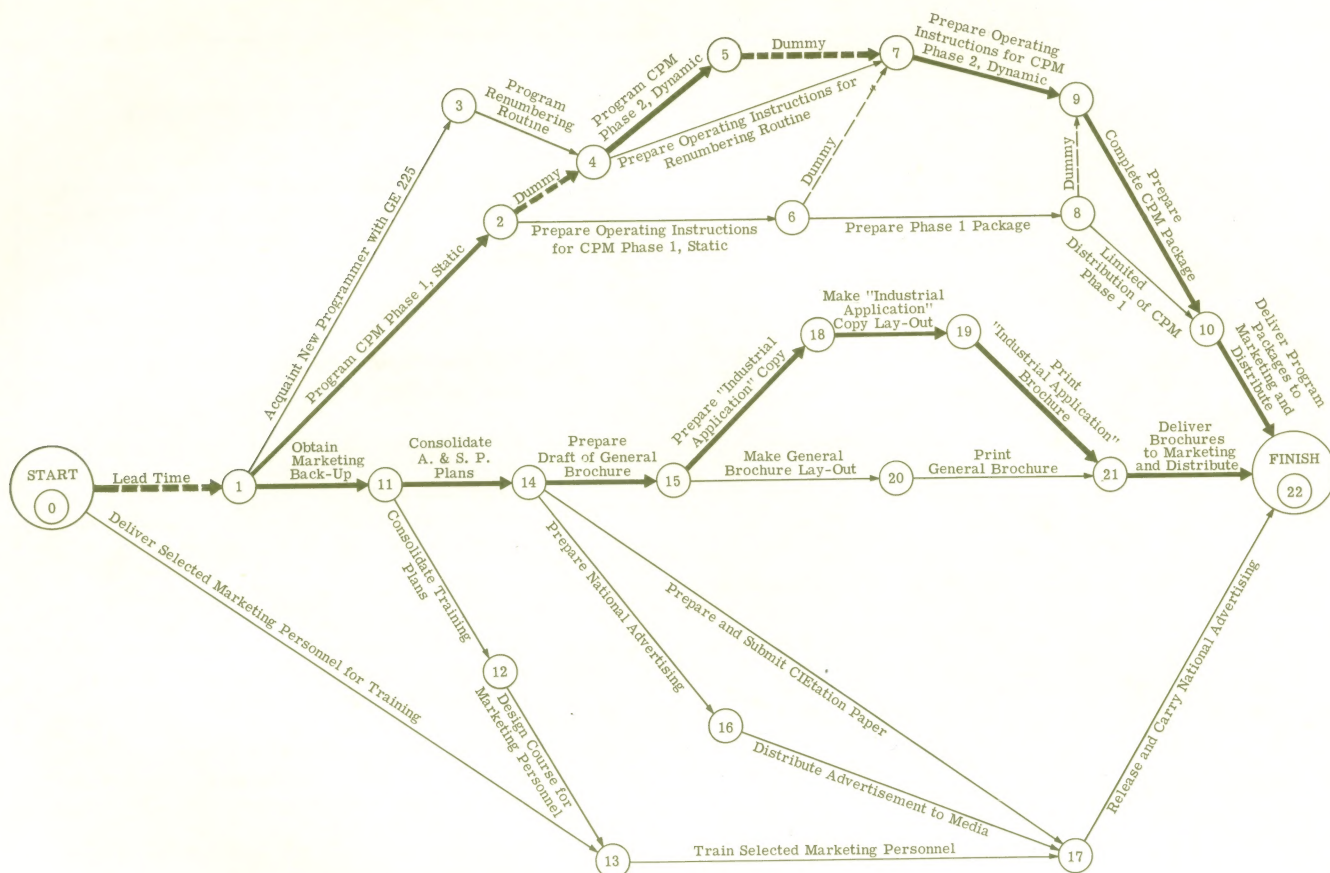 5
Dummy
7
Prepare Operating
Instructions for CPM
Phase 2, Dynamic
9
3
Program
Renumbering
Routine
Program CPM
Phase 2, Dynamic
4
Prepare Operating Instructions for
Renumbering Routine
Dummy
Dummy
Dummy
Acquaint New Programmer with GE 225
Program CPM Phase 1, Static
2
Prepare Operating Instructions
for CPM Phase 1, Static
6
Prepare Phase 1 Package
8
Prepare
Complete CPM Package
Limited
Distribution of CPM
Phase 1
10
Deliver Program
Packages to
Marketing and
Distribute
Prepare "Industrial
Application" Copy
18
Make "Industrial
Application"
Copy Lay-Out
19
Print
"Industrial Application"
Brochure
START
0
Lead Time
1
Obtain
Marketing
Back-Up
11
Consolidate
A. & S. P.
Plans
14
Prepare
Draft of General
Brochure
15
Make General
Brochure Lay-Out
20
Print
General Brochure
21
Deliver
Brochures
to Marketing
and Distribute
FINISH
22
Deliver Selected Marketing Personnel for Training
Consolidate Training
Plans
12
Design Course for
Marketing Personnel
13
Prepare National Advertising
16
Distribute Advertisement to Media
Prepare and Submit CIEtation Paper
Train Selected Marketing Personnel
17
Release and Carry National Advertising